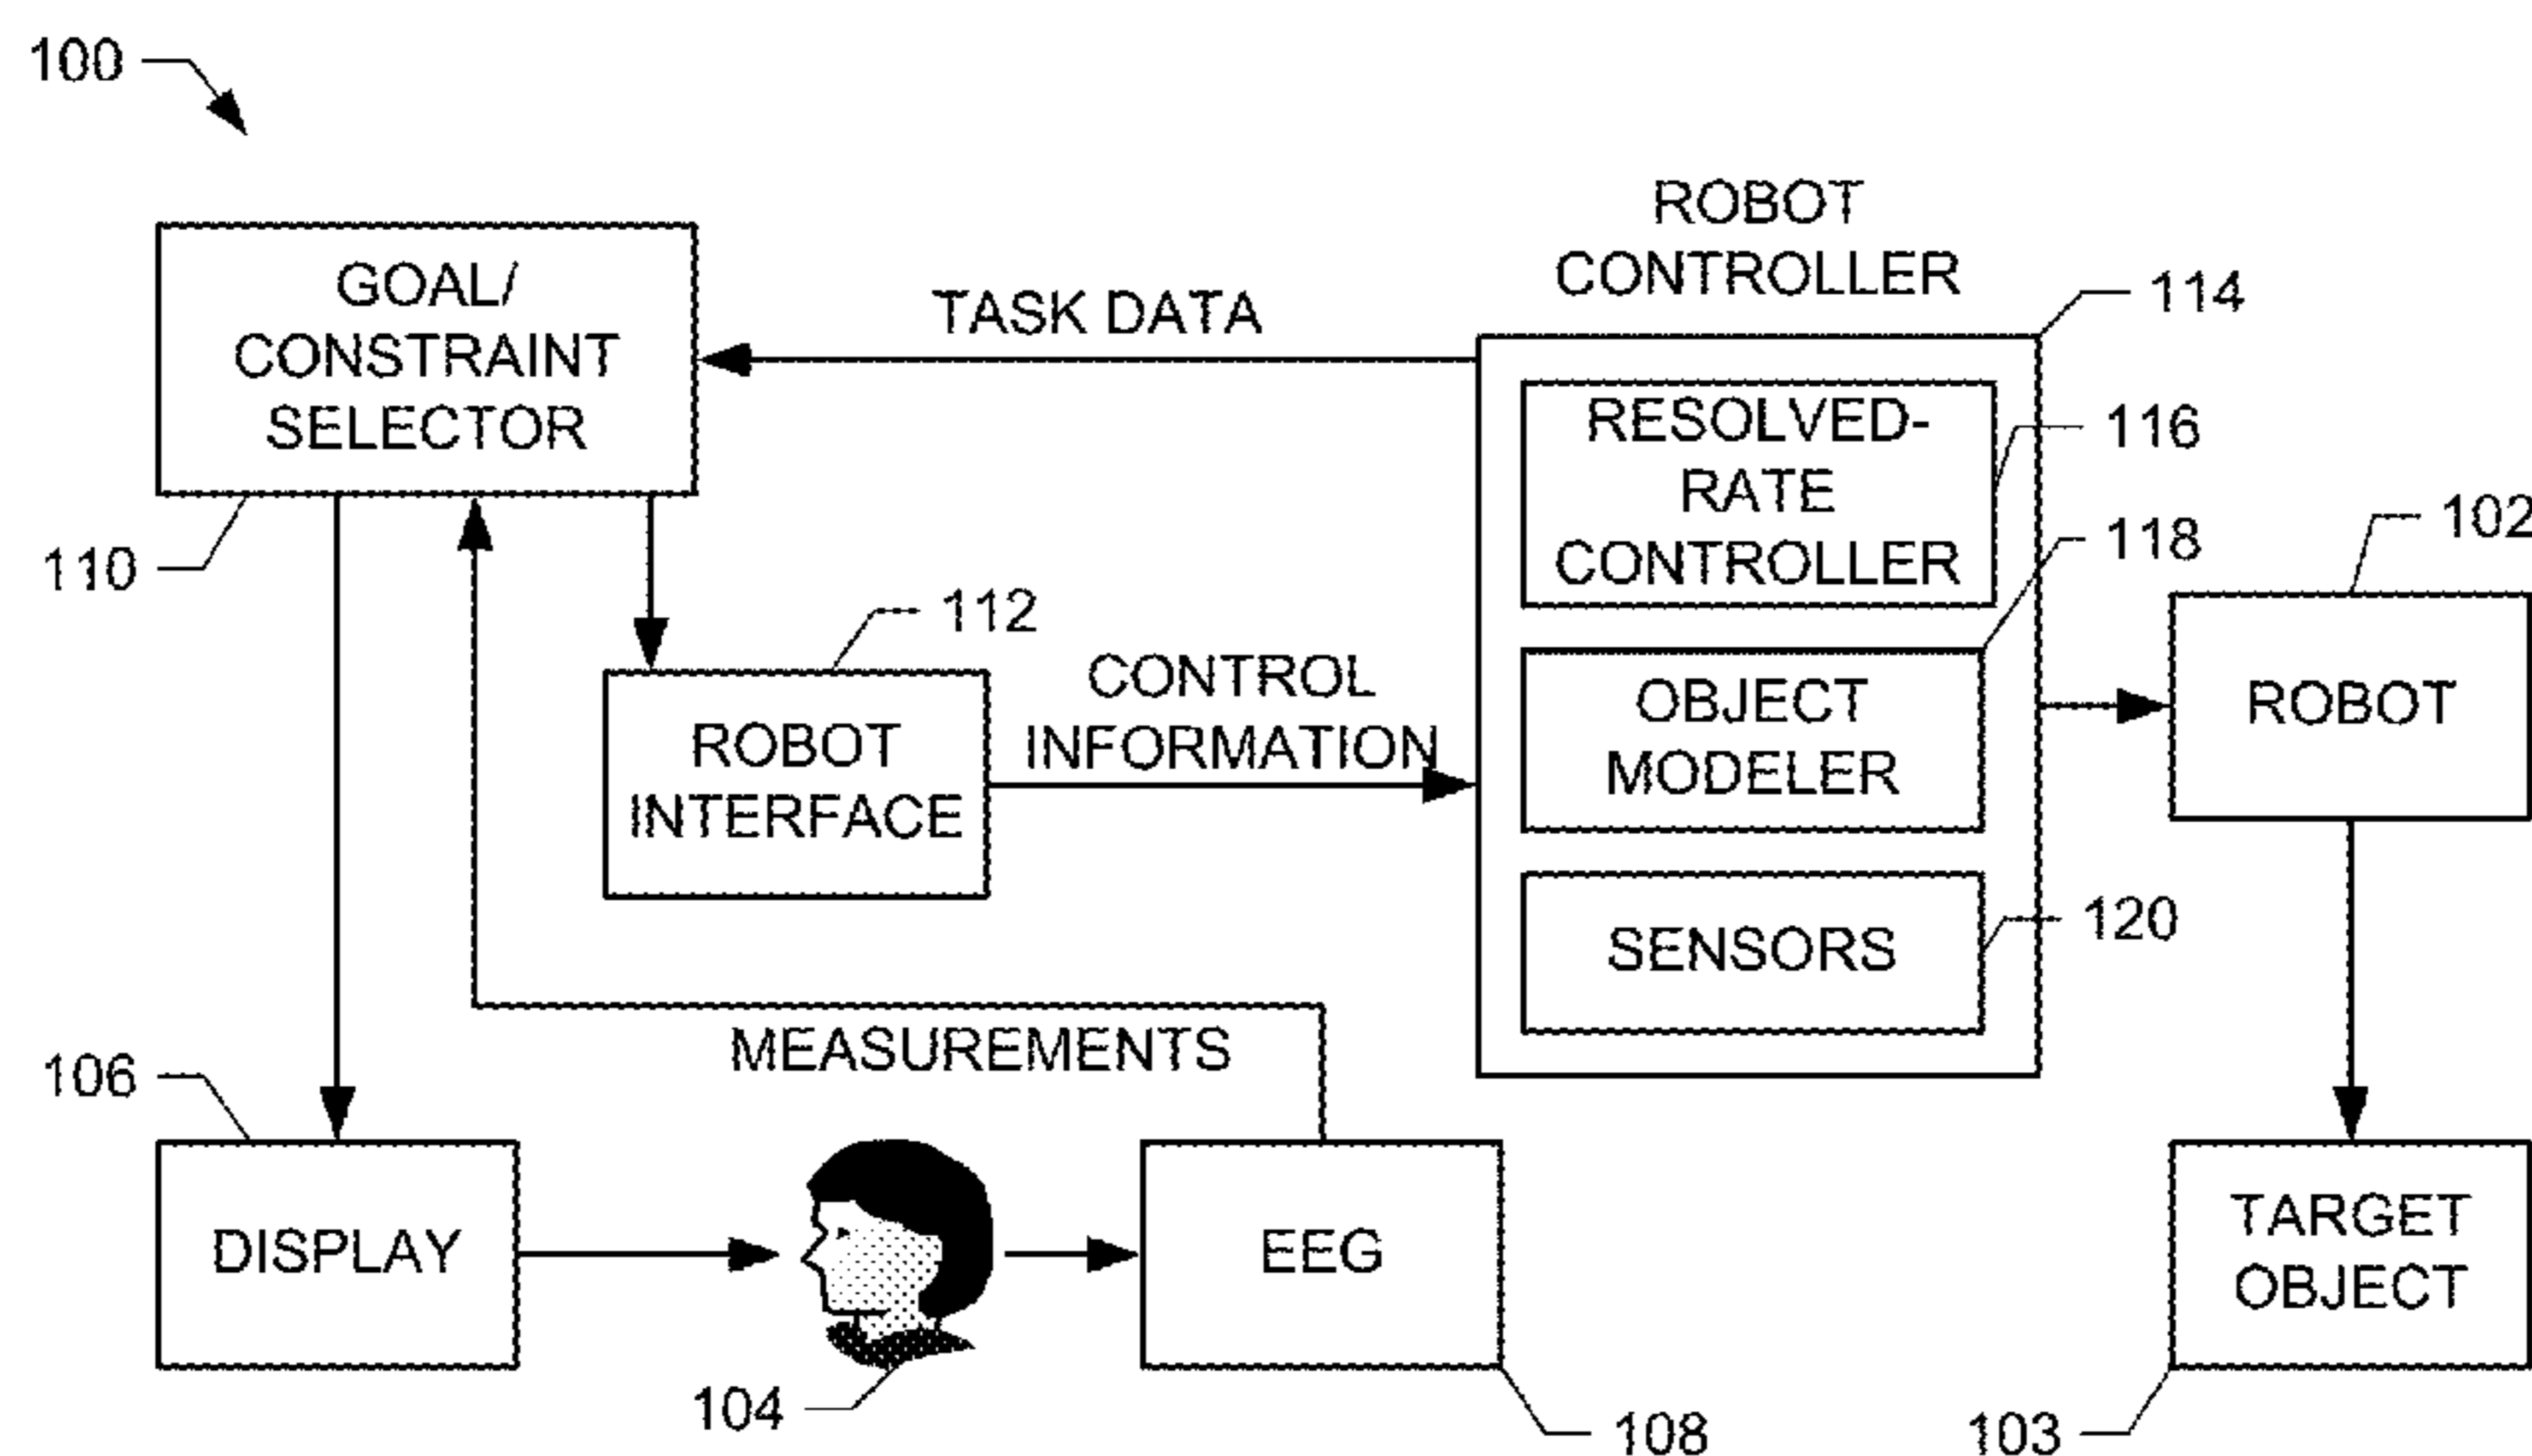 100
ROBOT
CONTROLLER
114
GOAL/
CONSTRAINT
SELECTOR
110
TASK DATA
RESOLVED-
RATE
CONTROLLER
116
118
102
112
CONTROL
INFORMATION
ROBOT
INTERFACE
OBJECT
MODELER
ROBOT
SENSORS
120
MEASUREMENTS
106
DISPLAY
104
EEG
108
TARGET
OBJECT
103